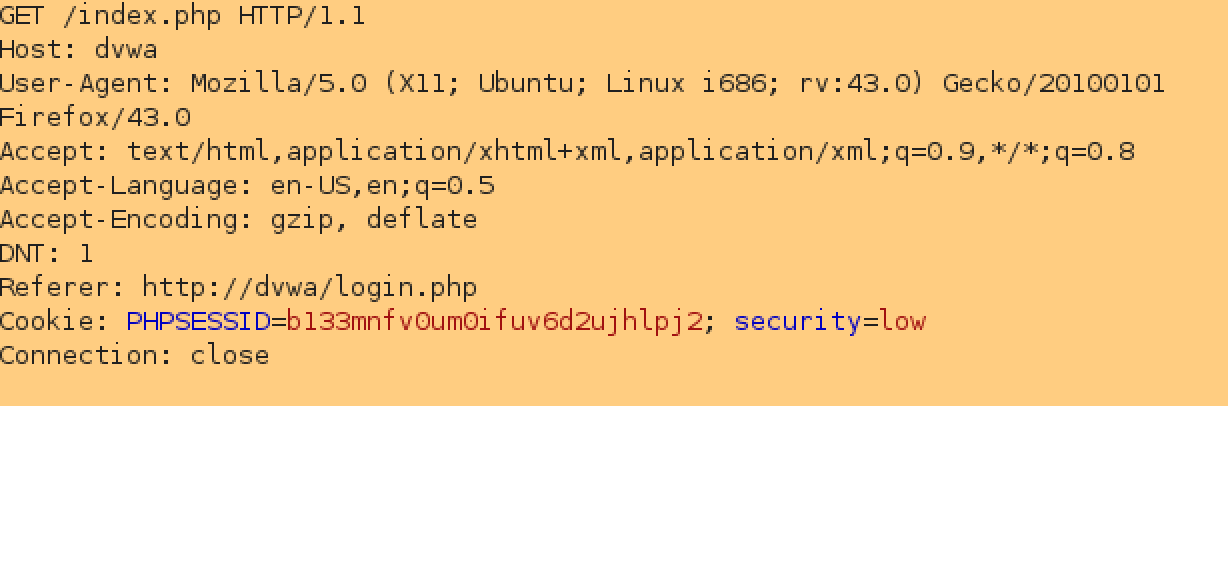 GET /index.php HTTP/1.1
Host: dvwa
User-Agent: Mozilla/5.0 (X11; Ubuntu; Linux i686; rv:43.0) Gecko/20100101
Firefox/43.0
Accept: text/html,application/xhtml+xml,application/xml;q=0.9,*/*;q=0.8
Accept-Language: en-US,en;q=0.5
Accept-Encoding: gzip, deflate
DNT: 1
Referer: http://dvwa/login.php
Cookie: PHPSESSID=b133mnfv0um0ifuv6d2ujhlpj2; security=low
Connection: close